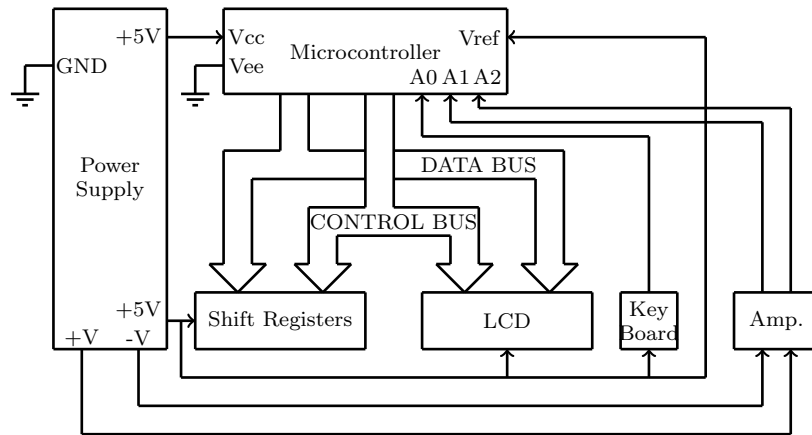 +5V
GND
Power
Supply
+5V
+V
-V
Vcc
Vee
Microcontroller
Vref
A0 A1 A2
DATA BUS
CONTROL BUS
Shift Registers
LCD
Key
Board
Amp.